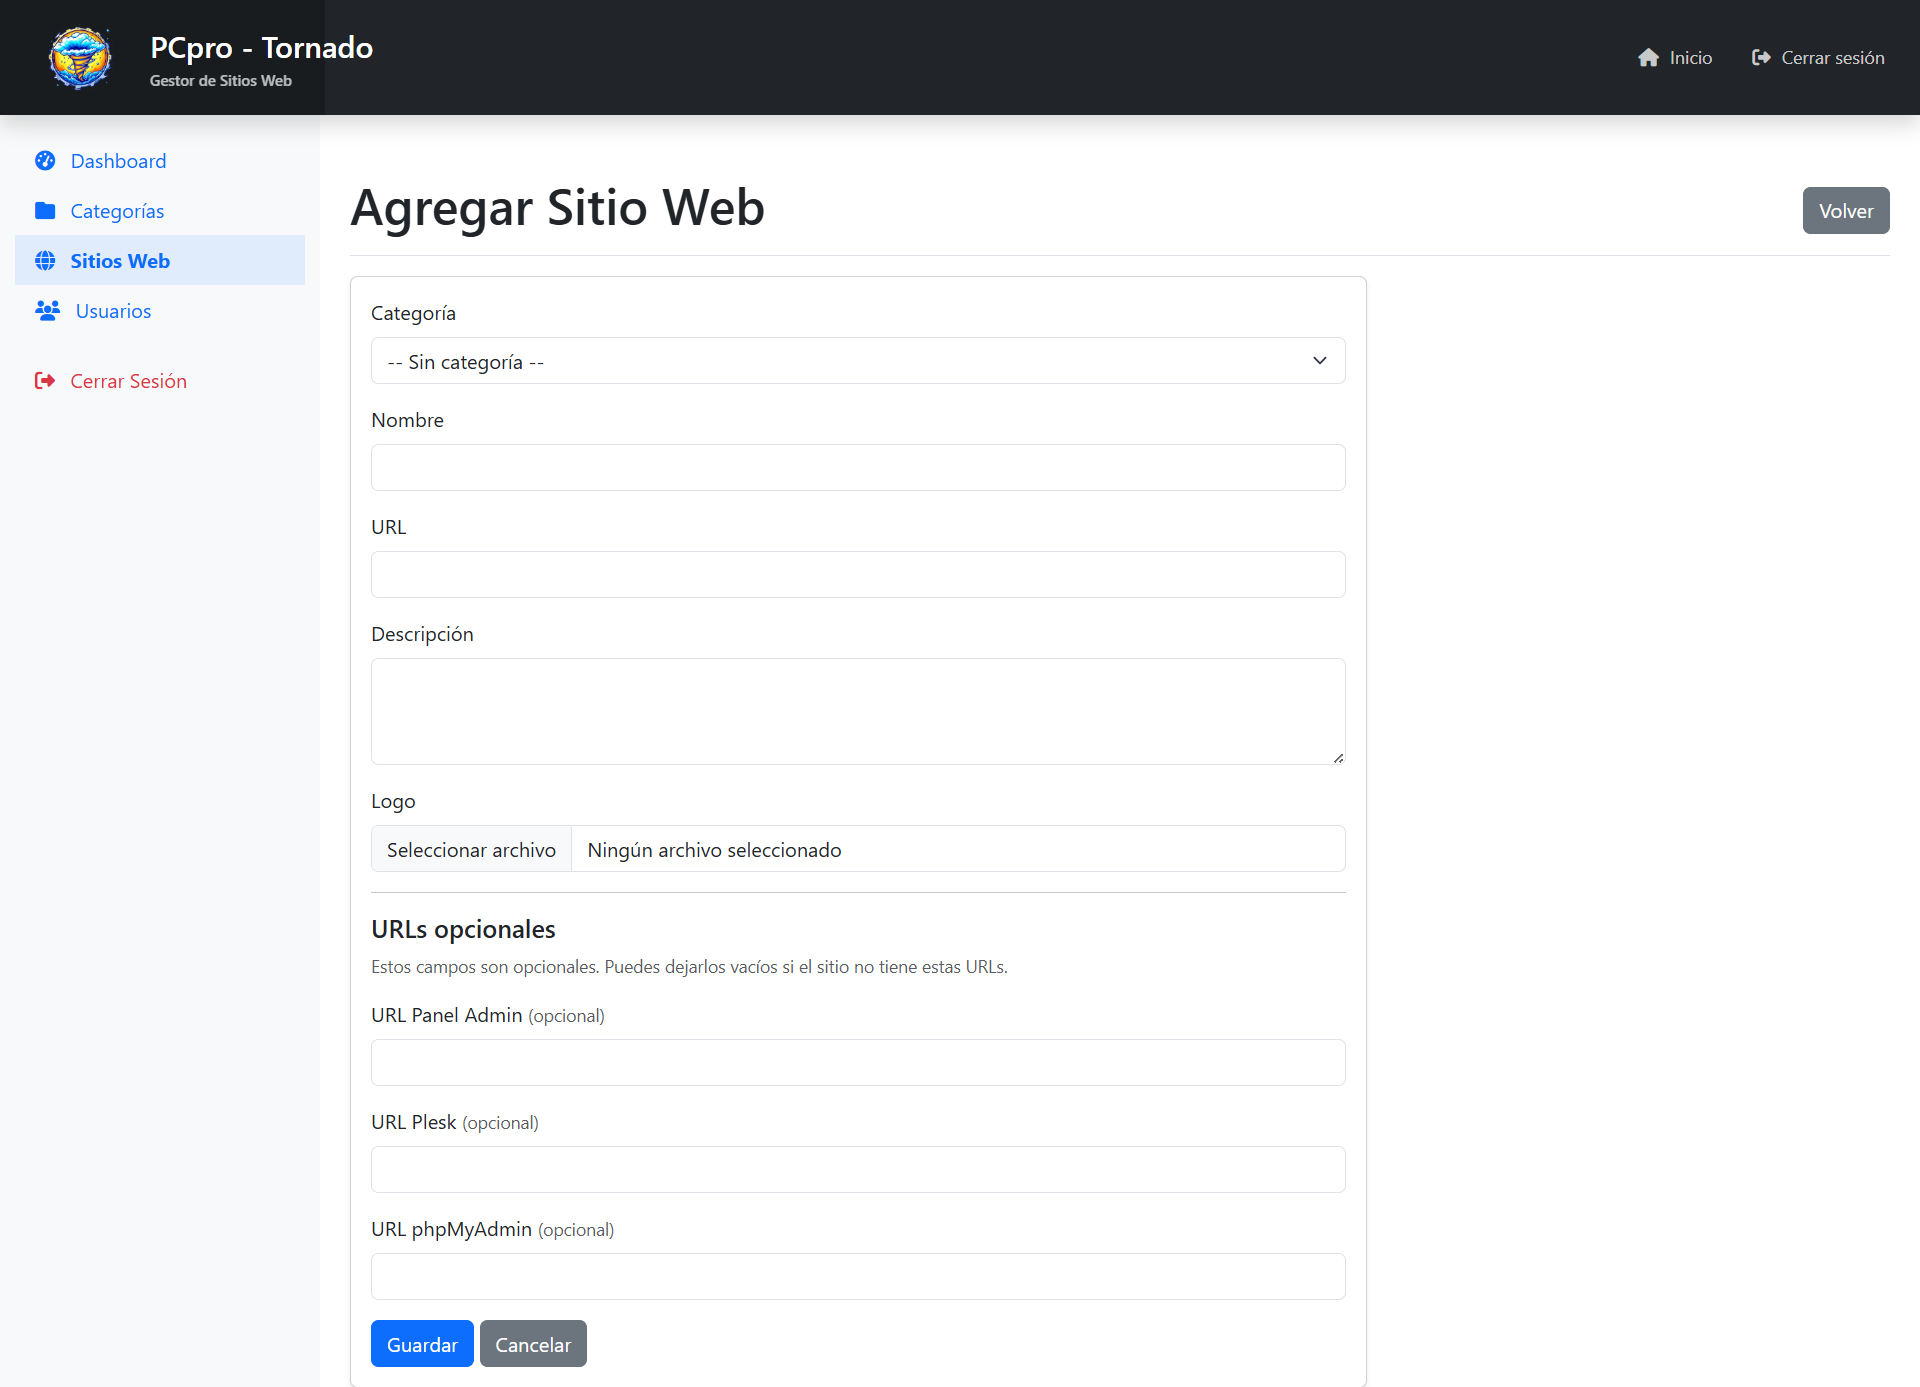 PCpro - Tornado
Gestor de Sitios Web
Inicio
Cerrar sesión
Dashboard
Categorías
Sitios Web
Usuarios
Cerrar Sesión
Agregar Sitio Web
Volver
Categoría
-- Sin categoría --
Nombre
URL
Descripción
Logo
Seleccionar archivo
Ningún archivo seleccionado
URLs opcionales
Estos campos son opcionales. Puedes dejarlos vacíos si el sitio no tiene estas URLs.
URL Panel Admin (opcional)
URL Plesk (opcional)
URL phpMyAdmin (opcional)
Guardar
Cancelar